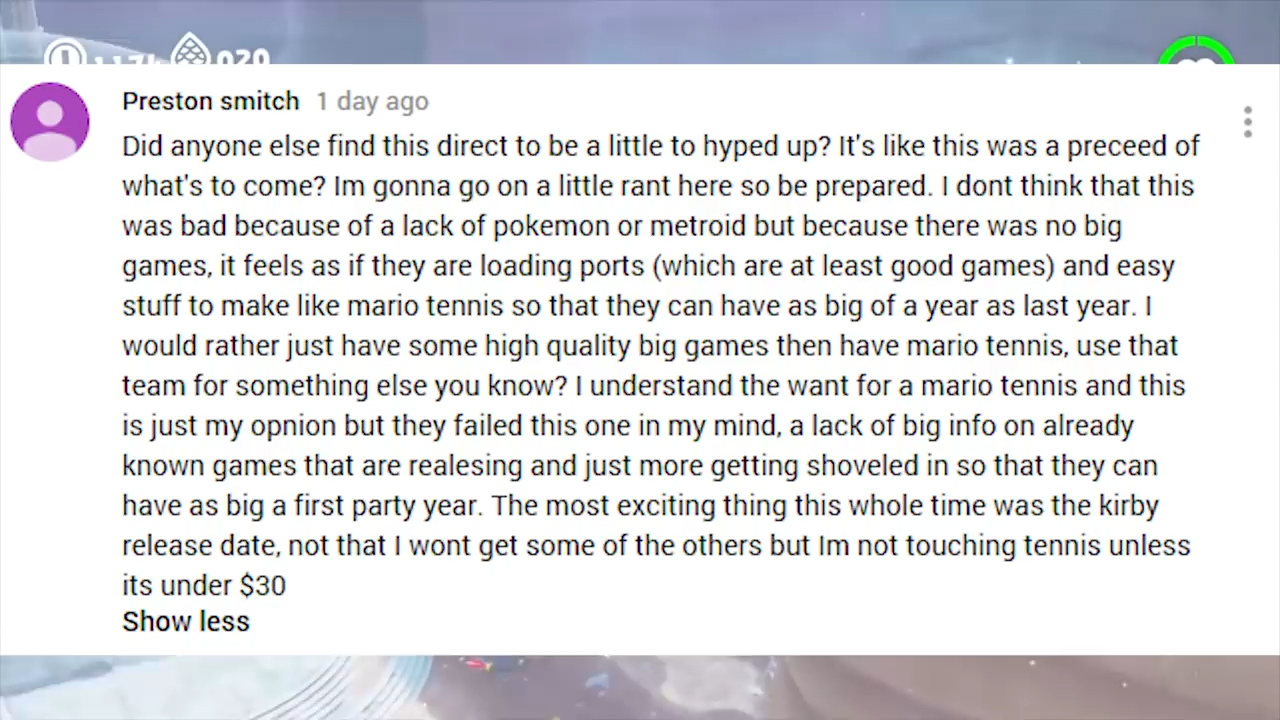 020
Preston smitch 1 day ago
Did anyone else find this direct to be a little to hyped up? It's like this was a preceed of
what's to come? Im gonna go on a little rant here so be prepared. I dont think that this
was bad because of a lack of pokemon or metroid but because there was no big
games, it feels as if they are loading ports (which are at least good games) and easy
stuff to make like mario tennis so that they can have as big of a year as last year. I
would rather just have some high quality big games then have mario tennis, use that
team for something else you know? I understand the want for a mario tennis and this
is just my opnion but they failed this one in my mind, a lack of big info on already
known games that are realesing and just more getting shoveled in so that they can
have as big a first party year. The most exciting thing this whole time was the kirby
release date, not that I wont get some of the others but Im not touching tennis unless
its under $30
Show less